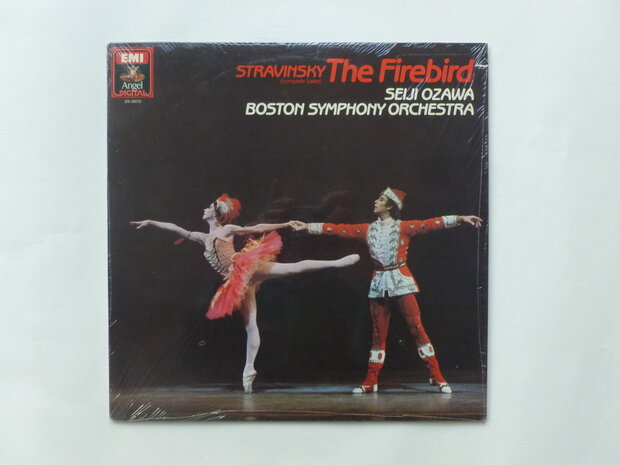 EMI
Angel
DIGITAL
STRAVINSKY The Firebird
(complete ballet)
SEIJI OZAWA
BOSTON SYMPHONY ORCHESTRA